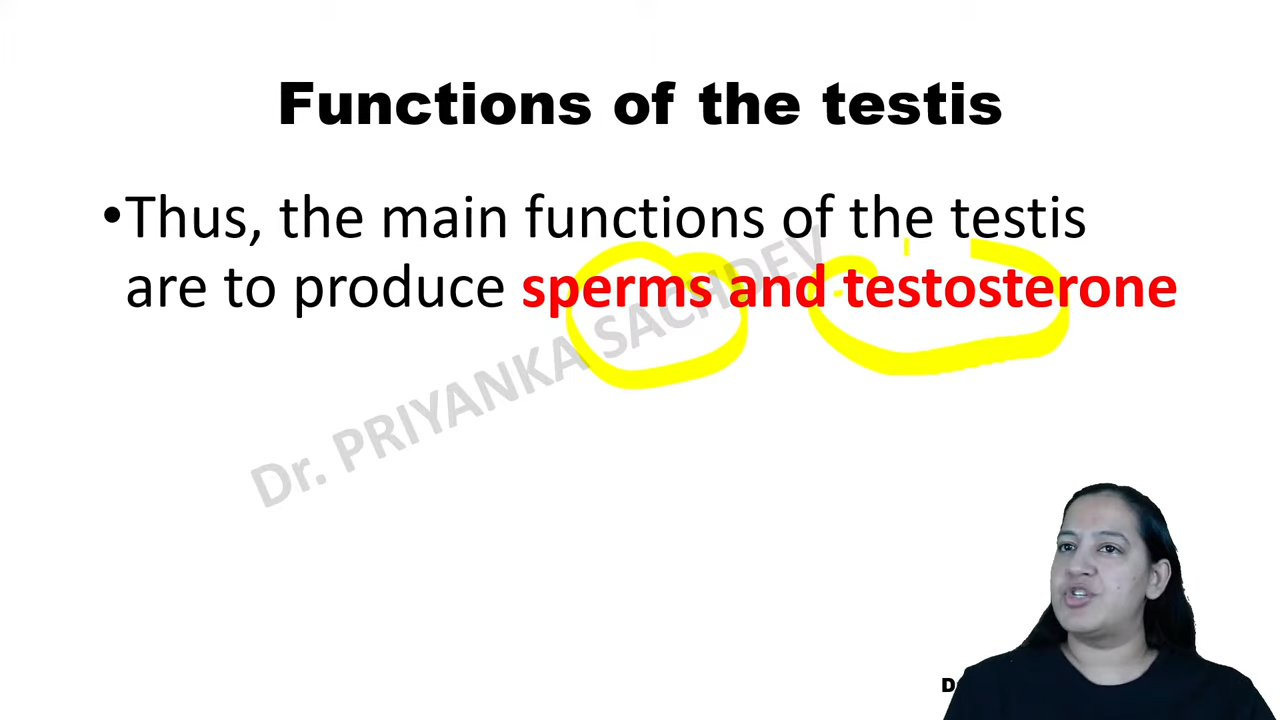 Functions of the testis
•Thus, the main functions of the testis
are to produce sperms and testosterone
Dr. PRIYANKA SACHDEV